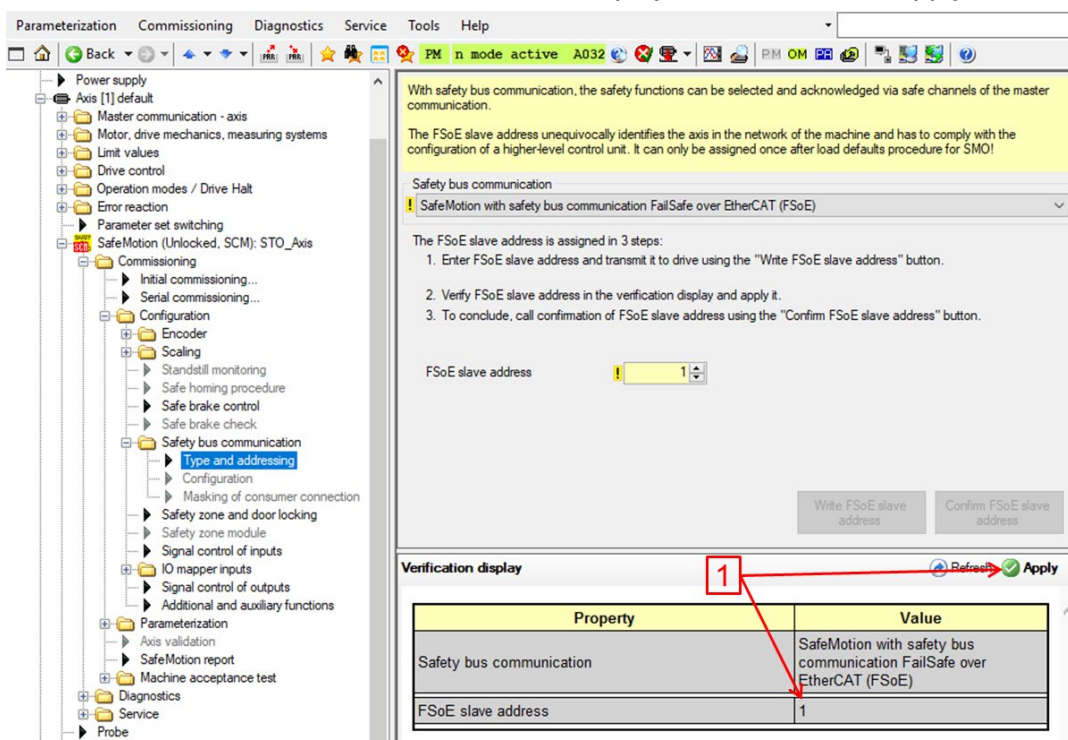 Parameterization Commissioning Diagnostics Service Tools Help
Back PAR PAR PM n mode active A032 PM OM
Power supply
Axis [1] default
Master communication - axis
Motor, drive mechanics, measuring systems
Limit values
Drive control
Operation modes / Drive Halt
Error reaction
Parameter set switching
SafeMotion (Unlocked, SCM): STO_Axis
Commissioning
Initial commissioning...
Serial commissioning...
Configuration
Encoder
Scaling
Standstill monitoring
Safe homing procedure
Safe brake control
Safe brake check
Safety bus communication
Type and addressing
Configuration
Masking of consumer connection
Safety zone and door locking
Safety zone module
Signal control of inputs
IO mapper inputs
Signal control of outputs
Additional and auxiliary functions
Parameterization
Axis validation
SafeMotion report
Machine acceptance test
Diagnostics
Service
Probe
With safety bus communication, the safety functions can be selected and acknowledged via safe channels of the master
communication.
The FSoE slave address unequivocally identifies the axis in the network of the machine and has to comply with the
configuration of a higher-level control unit. It can only be assigned once after load defaults procedure for SMO!
Safety bus communication
! SafeMotion with safety bus communication FailSafe over EtherCAT (FSoE)
The FSoE slave address is assigned in 3 steps:
1. Enter FSoE slave address and transmit it to drive using the "Write FSoE slave address" button.
2. Verify FSoE slave address in the verification display and apply it.
3. To conclude, call confirmation of FSoE slave address using the "Confirm FSoE slave address" button.
FSoE slave address ! 1
Write FSoE slave
address
Confirm FSoE slave
address
Verification display 1 Refresh Apply
Property Value
Safety bus communication
SafeMotion with safety bus
communication FailSafe over
EtherCAT (FSoE)
FSoE slave address 1